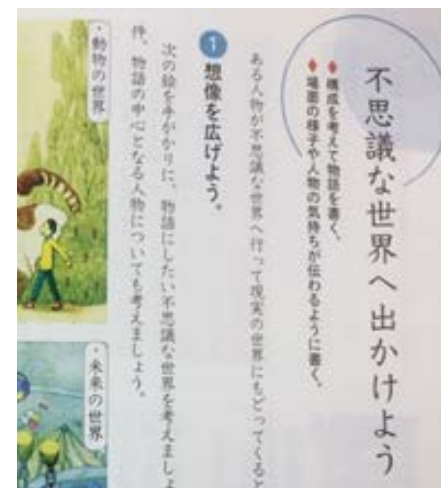 不思議な世界へ出かけよう
構成を考えて物語を書く。
場面の様子や人物の気持ちが伝わるように書く。
ある人物が不思議な世界へ行って現実の世界にもどってくると
1 想像を広げよう。
次の絵を手がかりに、物語にしたい不思議な世界を考えましょ
件、物語の中心となる人物についても考えましょう。
・動物の世界
・未来の世界